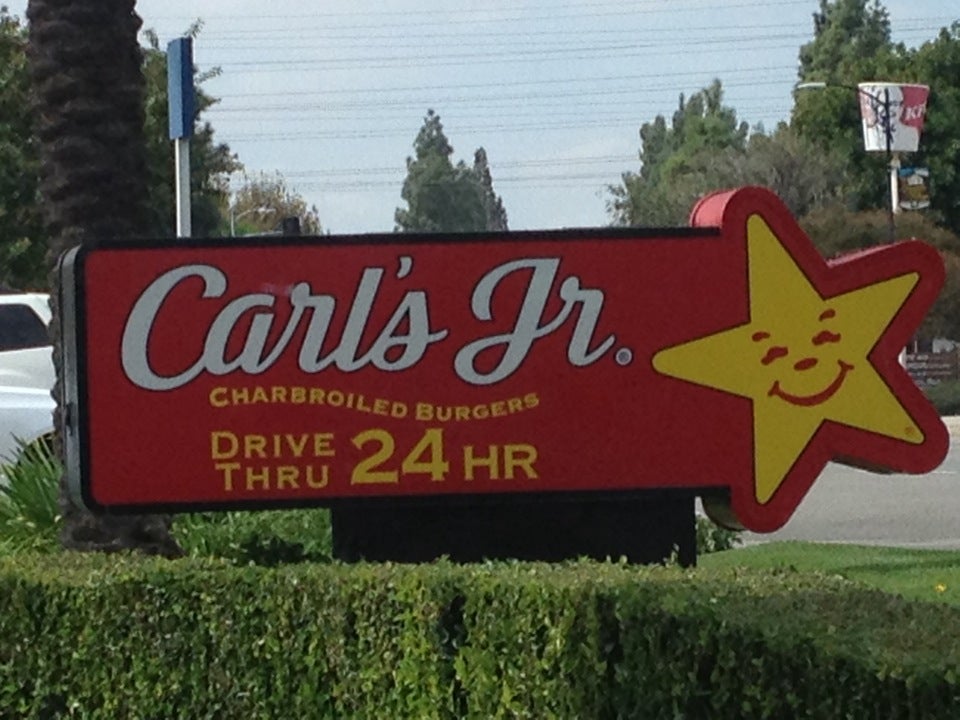 Carl's Jr.
CHARBROILED BURGERS
DRIVE THRU 24 HR